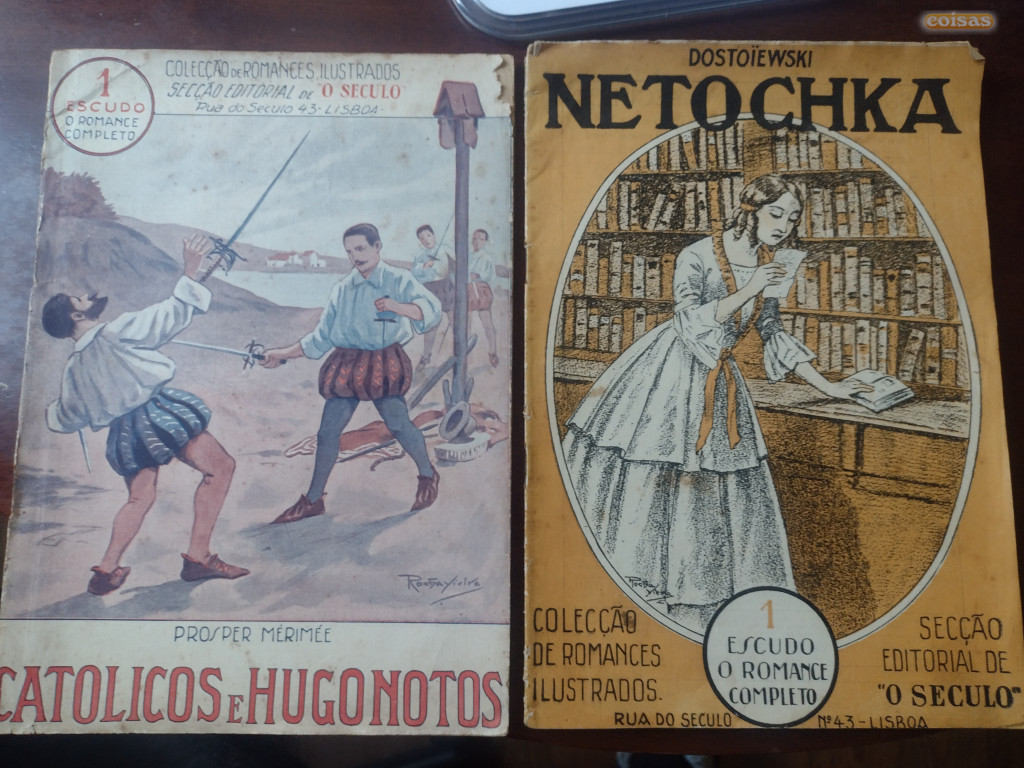 coisas
1
ESCUDO
O ROMANCE
COMPLETO
COLECÇÃO DE ROMANCES ILUSTRADOS
SECÇÃO EDITORIAL DE "O SECULO"
Rua do Seculo 43 - LISBOA -
PROSPER MÉRIMÉE
CATOLICOS E HUGONOTOS
DOSTOÏEWSKI
NETOCHKA
COLECÇÃO
DE ROMANCES
ILUSTRADOS.
1
ESCUDO
O ROMANCE
COMPLETO
SECÇÃO
EDITORIAL DE
"O SECULO"
RUA DO SECULO Nº 43 - LISBOA